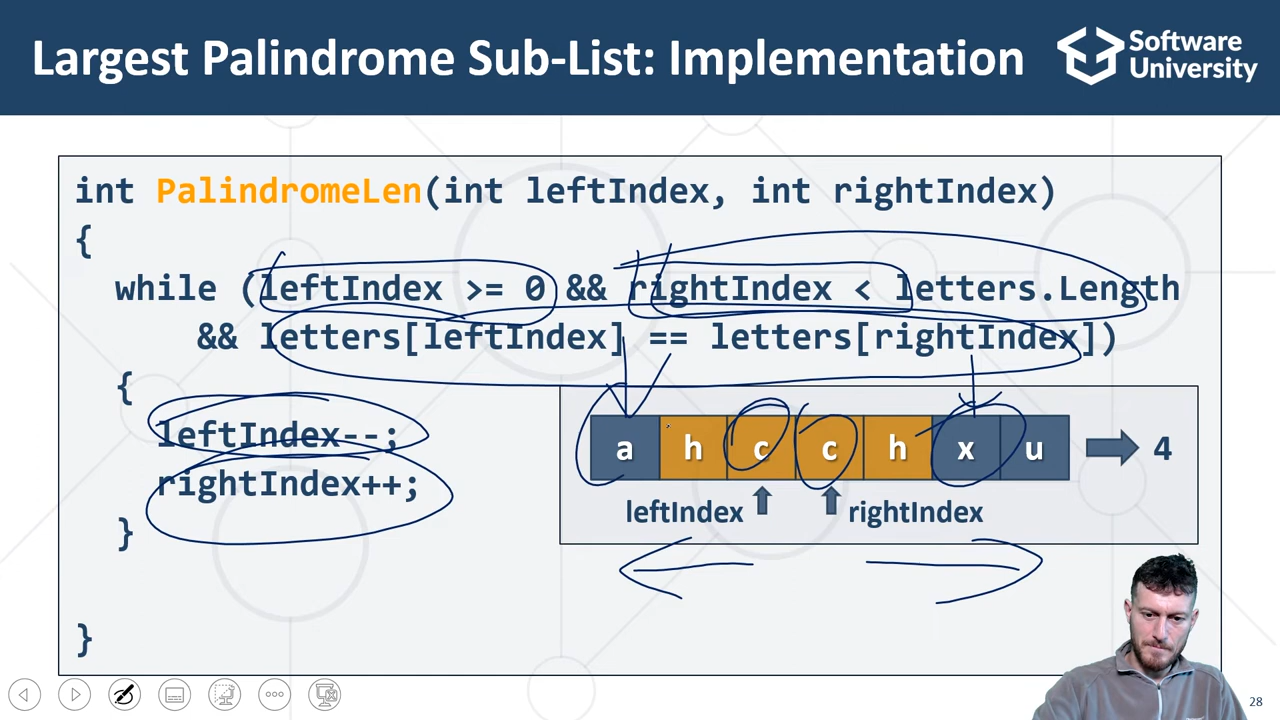 Largest Palindrome Sub-List: Implementation
Software
University
int PalindromeLen(int leftIndex, int rightIndex)
{
while (leftIndex >= 0 && rightIndex < letters.Length
&& letters[leftIndex] == letters[rightIndex])
{
leftIndex--;
rightIndex++;
}
a h c c h x u 4
leftIndex rightIndex
}
28